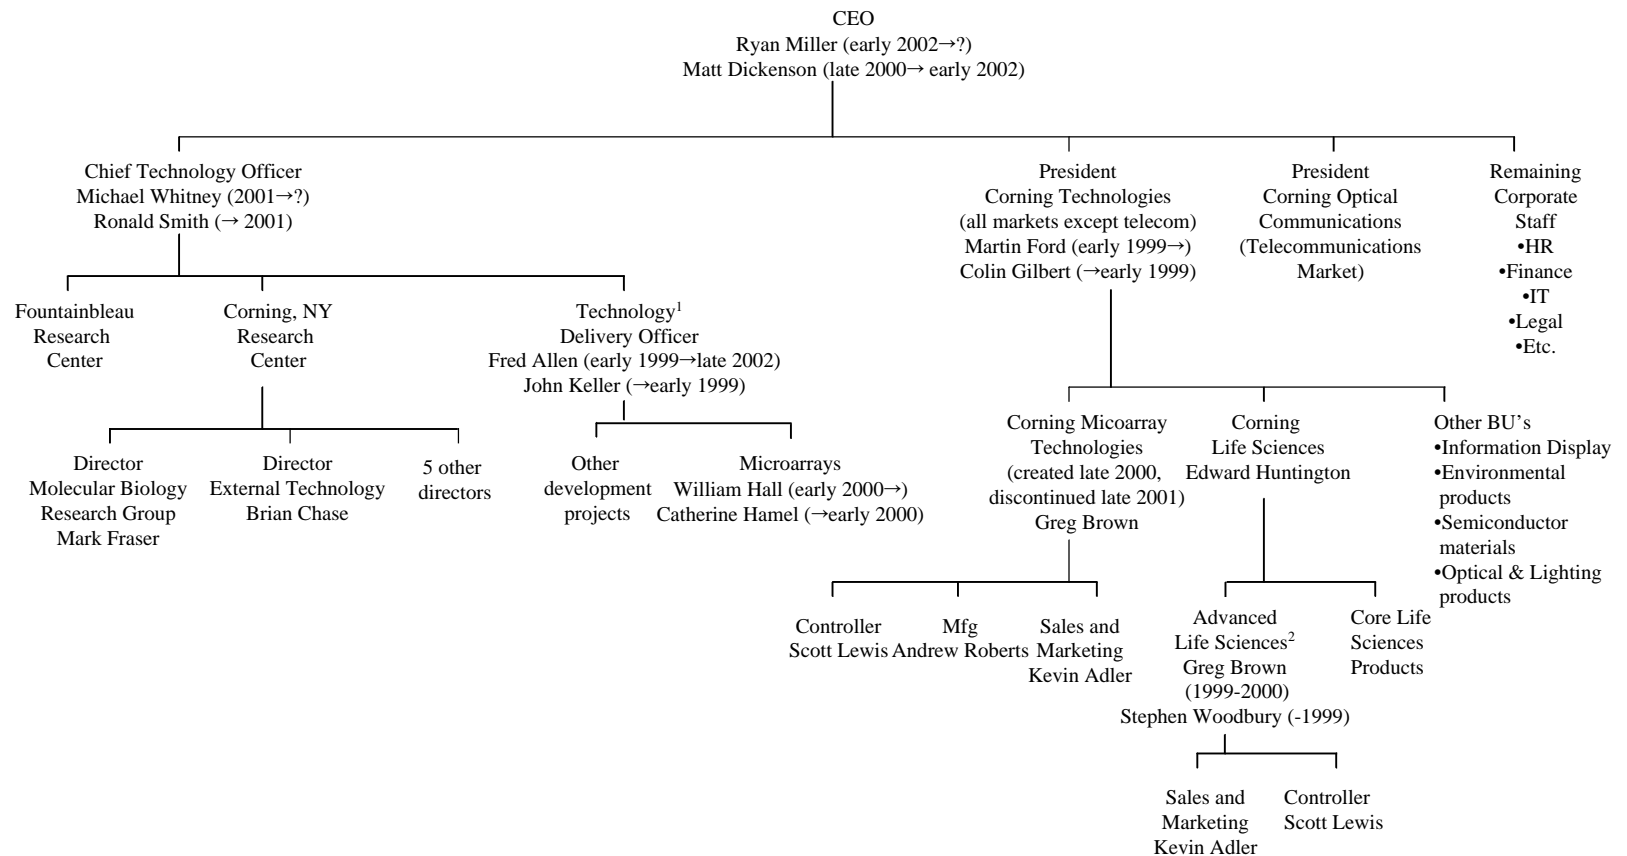 CEO
Ryan Miller (early 2002→?)
Matt Dickenson (late 2000→ early 2002)
Chief Technology Officer
Michael Whitney (2001→?)
Ronald Smith (→ 2001)
President
Corning Technologies
(all markets except telecom)
Martin Ford (early 1999→)
Colin Gilbert (→early 1999)
President
Corning Optical
Communications
(Telecommunications
Market)
Remaining
Corporate
Staff
•HR
•Finance
•IT
•Legal
•Etc.
Fountainbleau
Research
Center
Corning, NY
Research
Center
Technology¹
Delivery Officer
Fred Allen (early 1999→late 2002)
John Keller (→early 1999)
Director
Molecular Biology
Research Group
Mark Fraser
Director
External Technology
Brian Chase
5 other
directors
Other
development
projects
Microarrays
William Hall (early 2000→)
Catherine Hamel (→early 2000)
Corning Micoarray
Technologies
(created late 2000,
discontinued late 2001)
Greg Brown
Corning
Life Sciences
Edward Huntington
Other BU's
•Information Display
•Environmental
products
•Semiconductor
materials
•Optical & Lighting
products
Controller
Scott Lewis
Mfg
Andrew Roberts
Sales and
Marketing
Kevin Adler
Advanced
Life Sciences²
Greg Brown
(1999-2000)
Stephen Woodbury (-1999)
Core Life
Sciences
Products
Sales and
Marketing
Kevin Adler
Controller
Scott Lewis